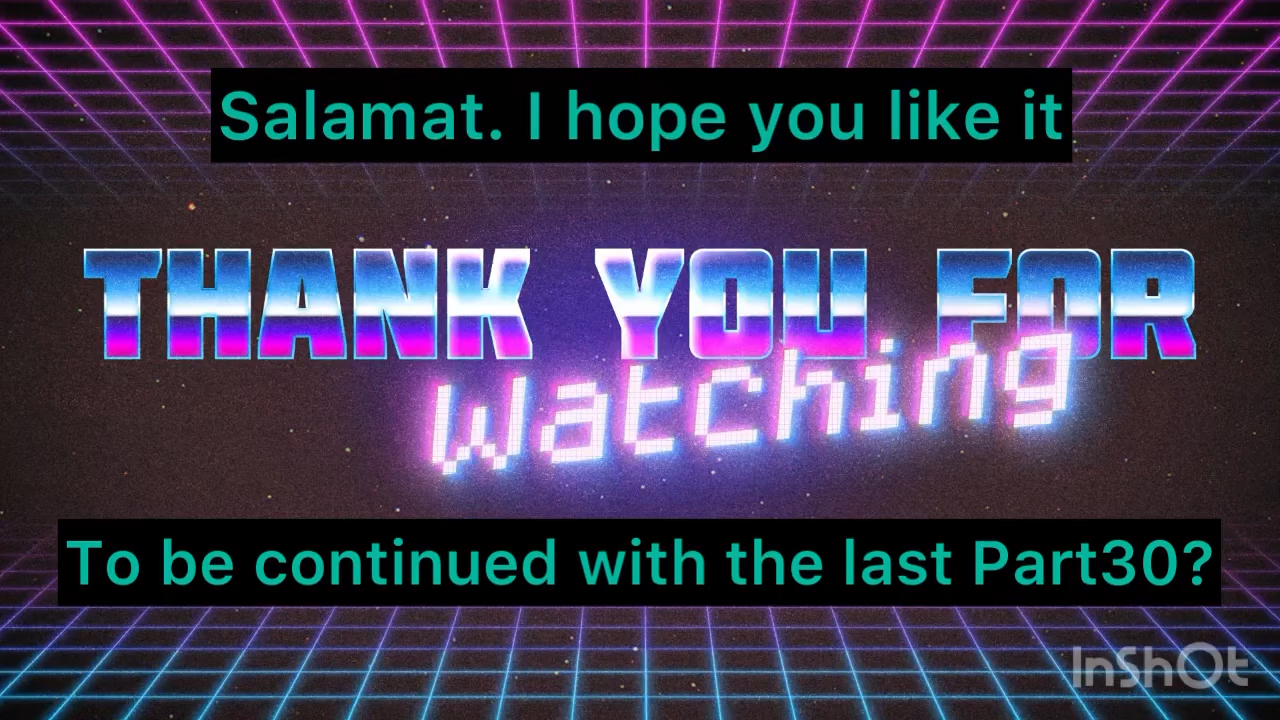 Salamat. I hope you like it
THANK YOU FOR
Watching
To be continued with the last Part30?
InShOt